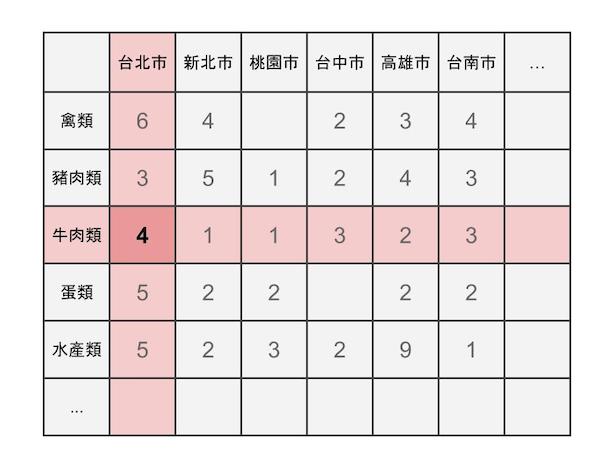 台北市 新北市 桃園市 台中市 高雄市 台南市 ...
禽類 6 4 2 3 4
豬肉類 3 5 1 2 4 3
牛肉類 4 1 1 3 2 3
蛋類 5 2 2 2 2
水產類 5 2 3 2 9 1
...